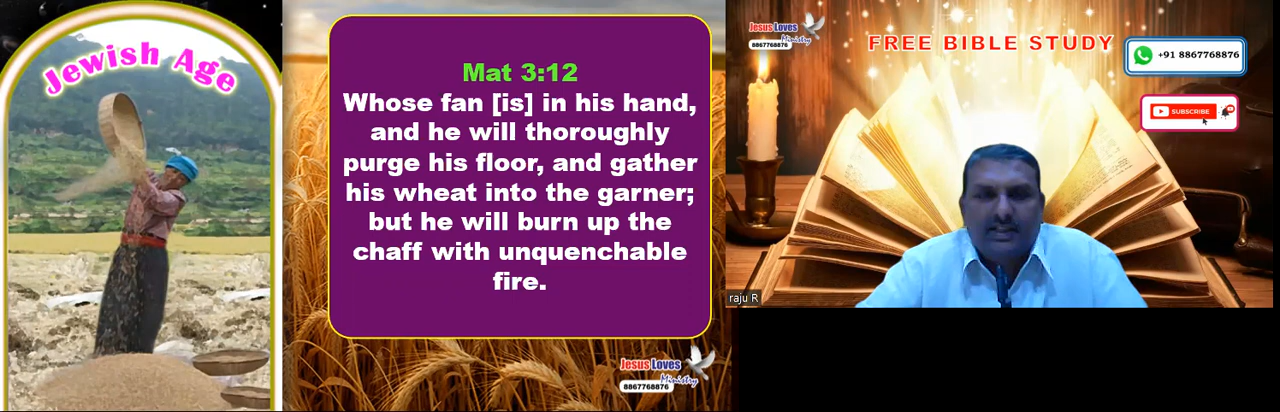 Jewish Age
Mat 3:12
Whose fan [is] in his hand,
and he will thoroughly
purge his floor, and gather
his wheat into the garner;
but he will burn up the
chaff with unquenchable
fire.
Jesus Loves
Ministry
8867768876
Jesus Loves
Ministry
8867768876
FREE BIBLE STUDY
+91 8867768876
SUBSCRIBE
raju R